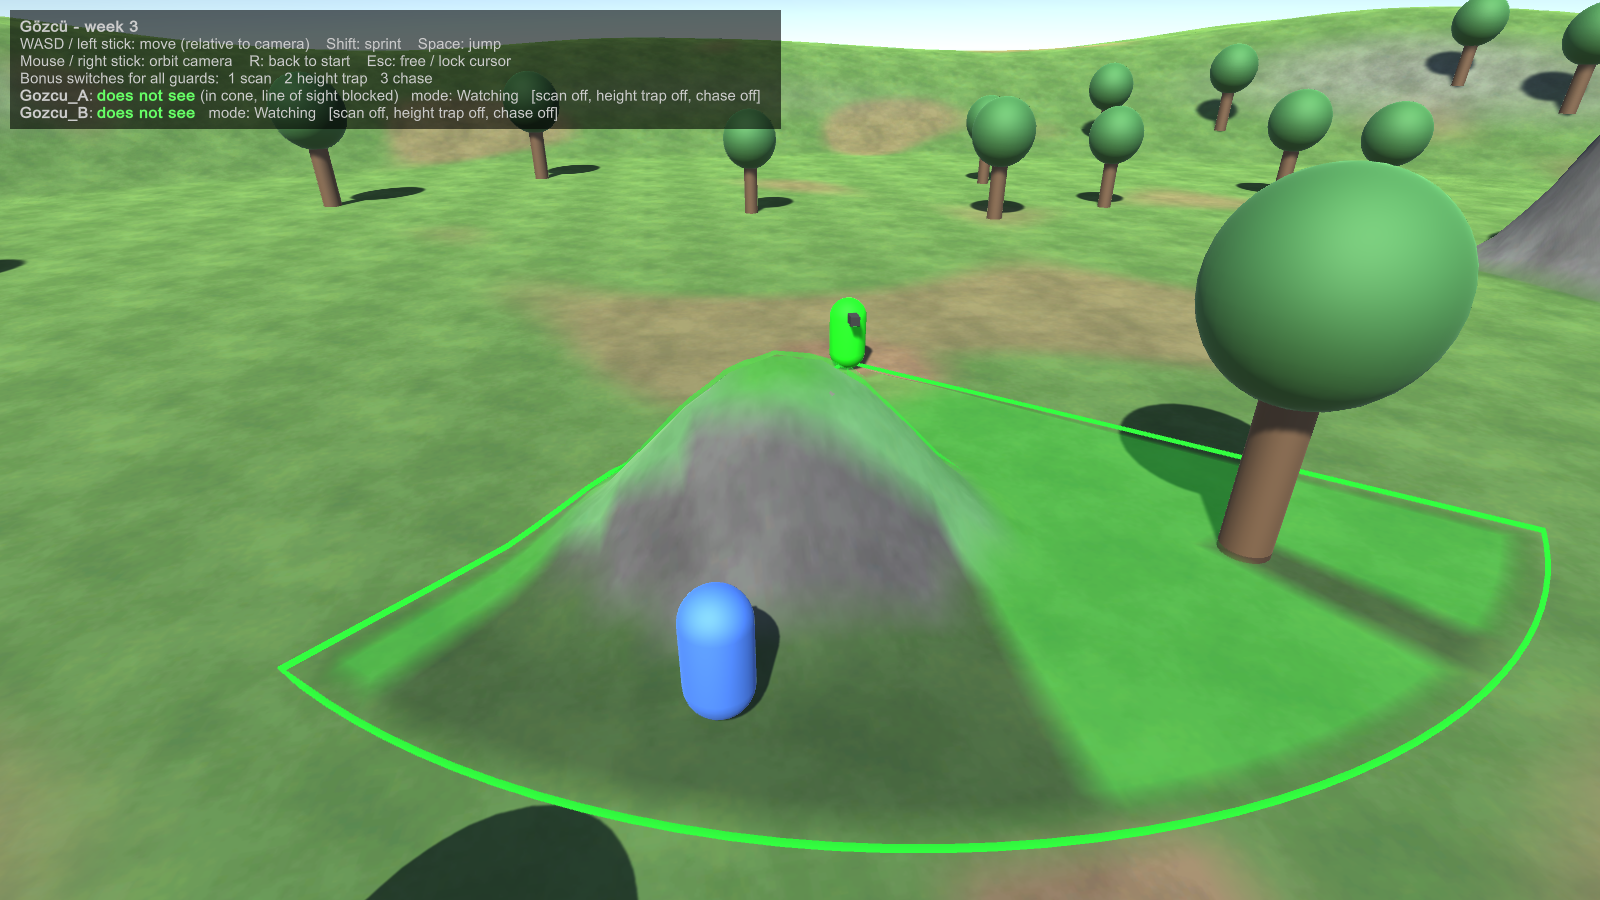 Gözcü - week 3
WASD / left stick: move (relative to camera)    Shift: sprint    Space: jump
Mouse / right stick: orbit camera    R: back to start    Esc: free / lock cursor
Bonus switches for all guards:  1 scan   2 height trap   3 chase
Gozcu_A: does not see (in cone, line of sight blocked)   mode: Watching   [scan off, height trap off, chase off]
Gozcu_B: does not see   mode: Watching   [scan off, height trap off, chase off]